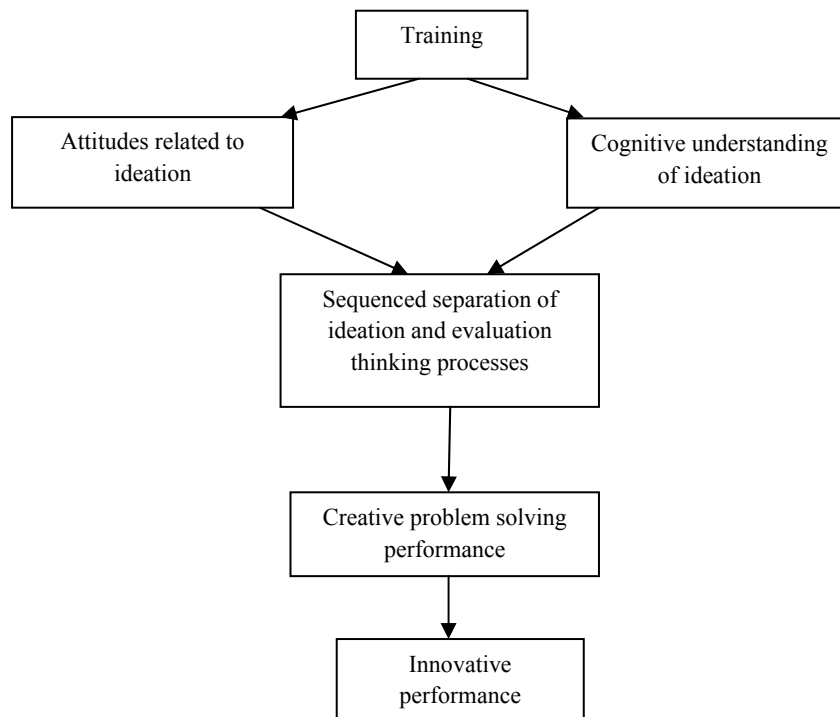 Training
Attitudes related to
ideation
Cognitive understanding
of ideation
Sequenced separation of
ideation and evaluation
thinking processes
Creative problem solving
performance
Innovative
performance